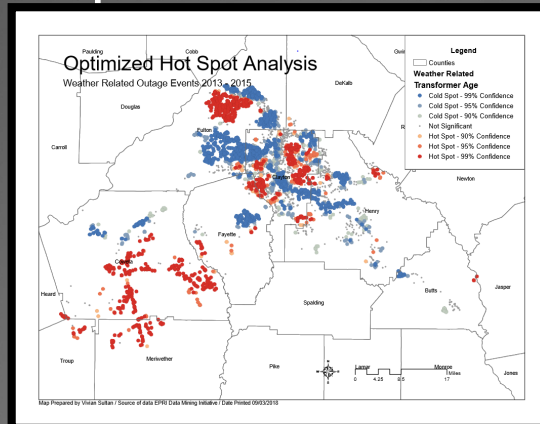 Paulding
Cobb
Gwi
Optimized Hot Spot Analysis
Weather Related Outage Events 2013 - 2015
DeKalb
Douglas
Legend
Counties
Weather Related
Transformer Age
Cold Spot - 99% Confidence
Cold Spot - 95% Confidence
Cold Spot - 90% Confidence
Not Significant
Hot Spot - 90% Confidence
Hot Spot - 95% Confidence
Hot Spot - 99% Confidence
R
Fulton
Carroll
Clayton
Newton
Henry
Fayette
Coweta
Heard
Butts
Jasper
Spalding
Troup
Meriwether
Pike
Lamar
Monroe
Jones
Miles
0 4.25 8.5 17
Map Prepared by Vivian Sultan / Source of data EPRI Data Mining Initiative / Date Printed 09/03/2018